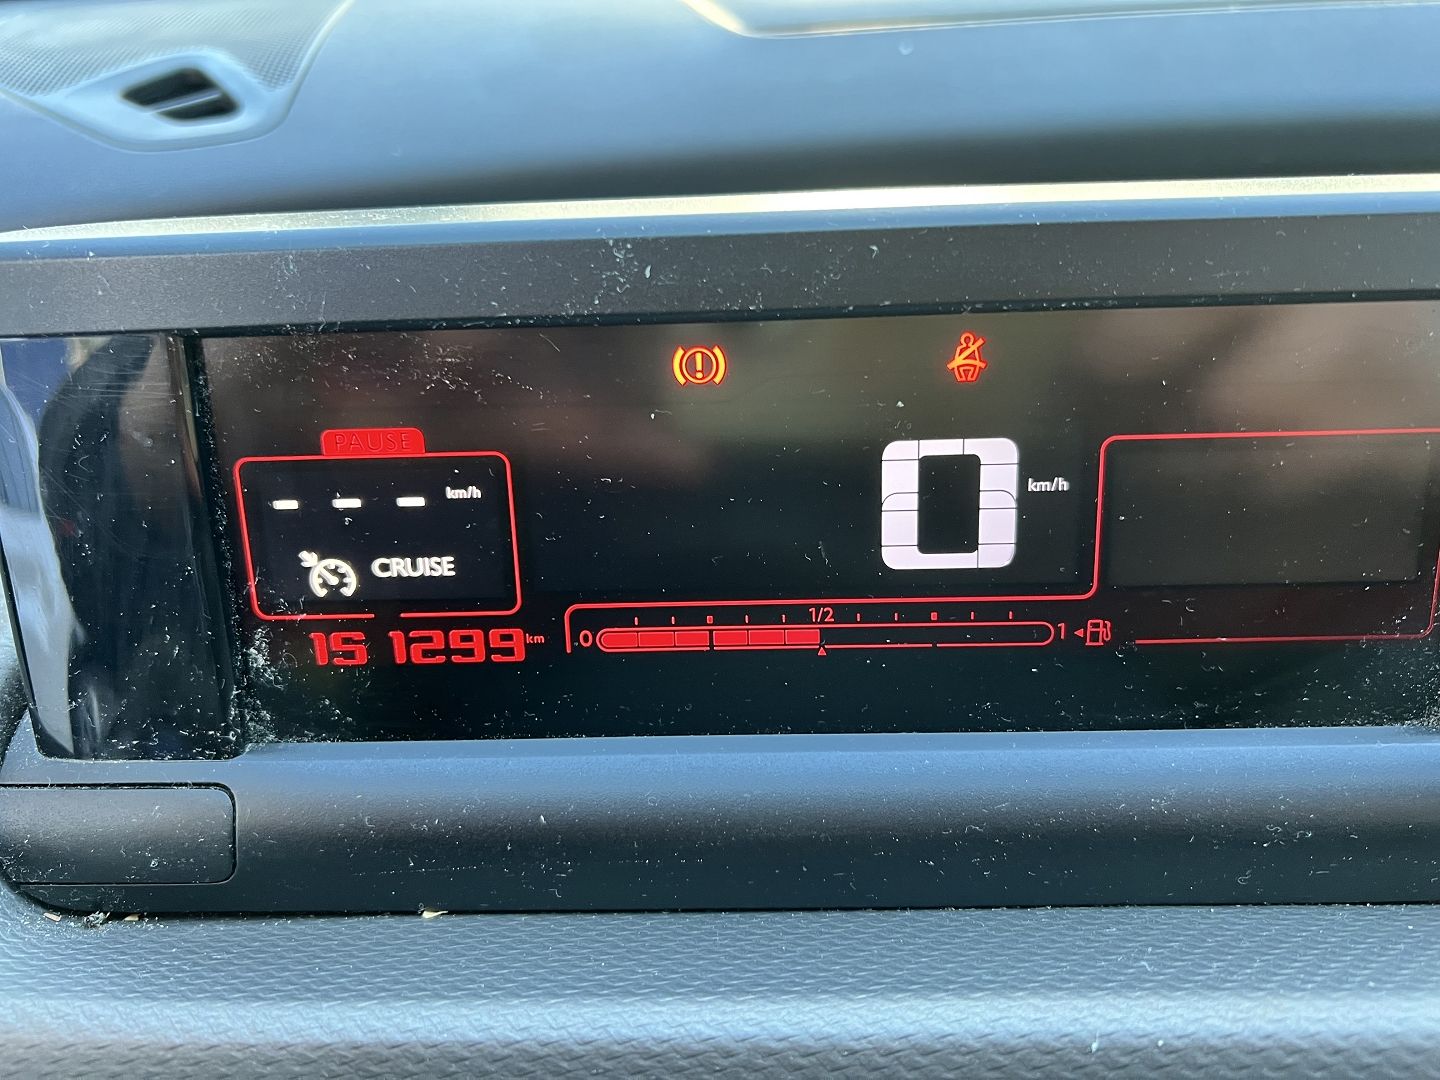 PAUSE
- - - km/h
CRUISE
0 km/h
151299 km
0 1/2 1